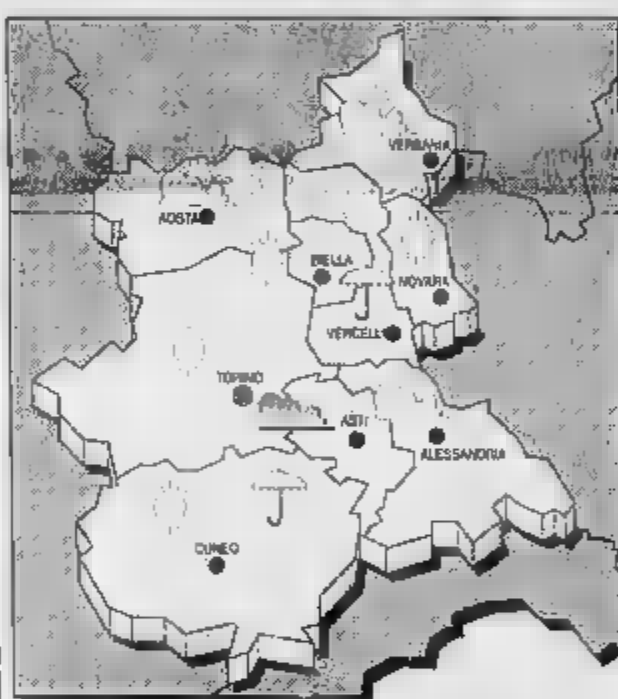 VERBANIA
AOSTA
BIELLA
NOVARA
VERCELLI
TORINO
ASTI
ALESSANDRIA
CUNEO